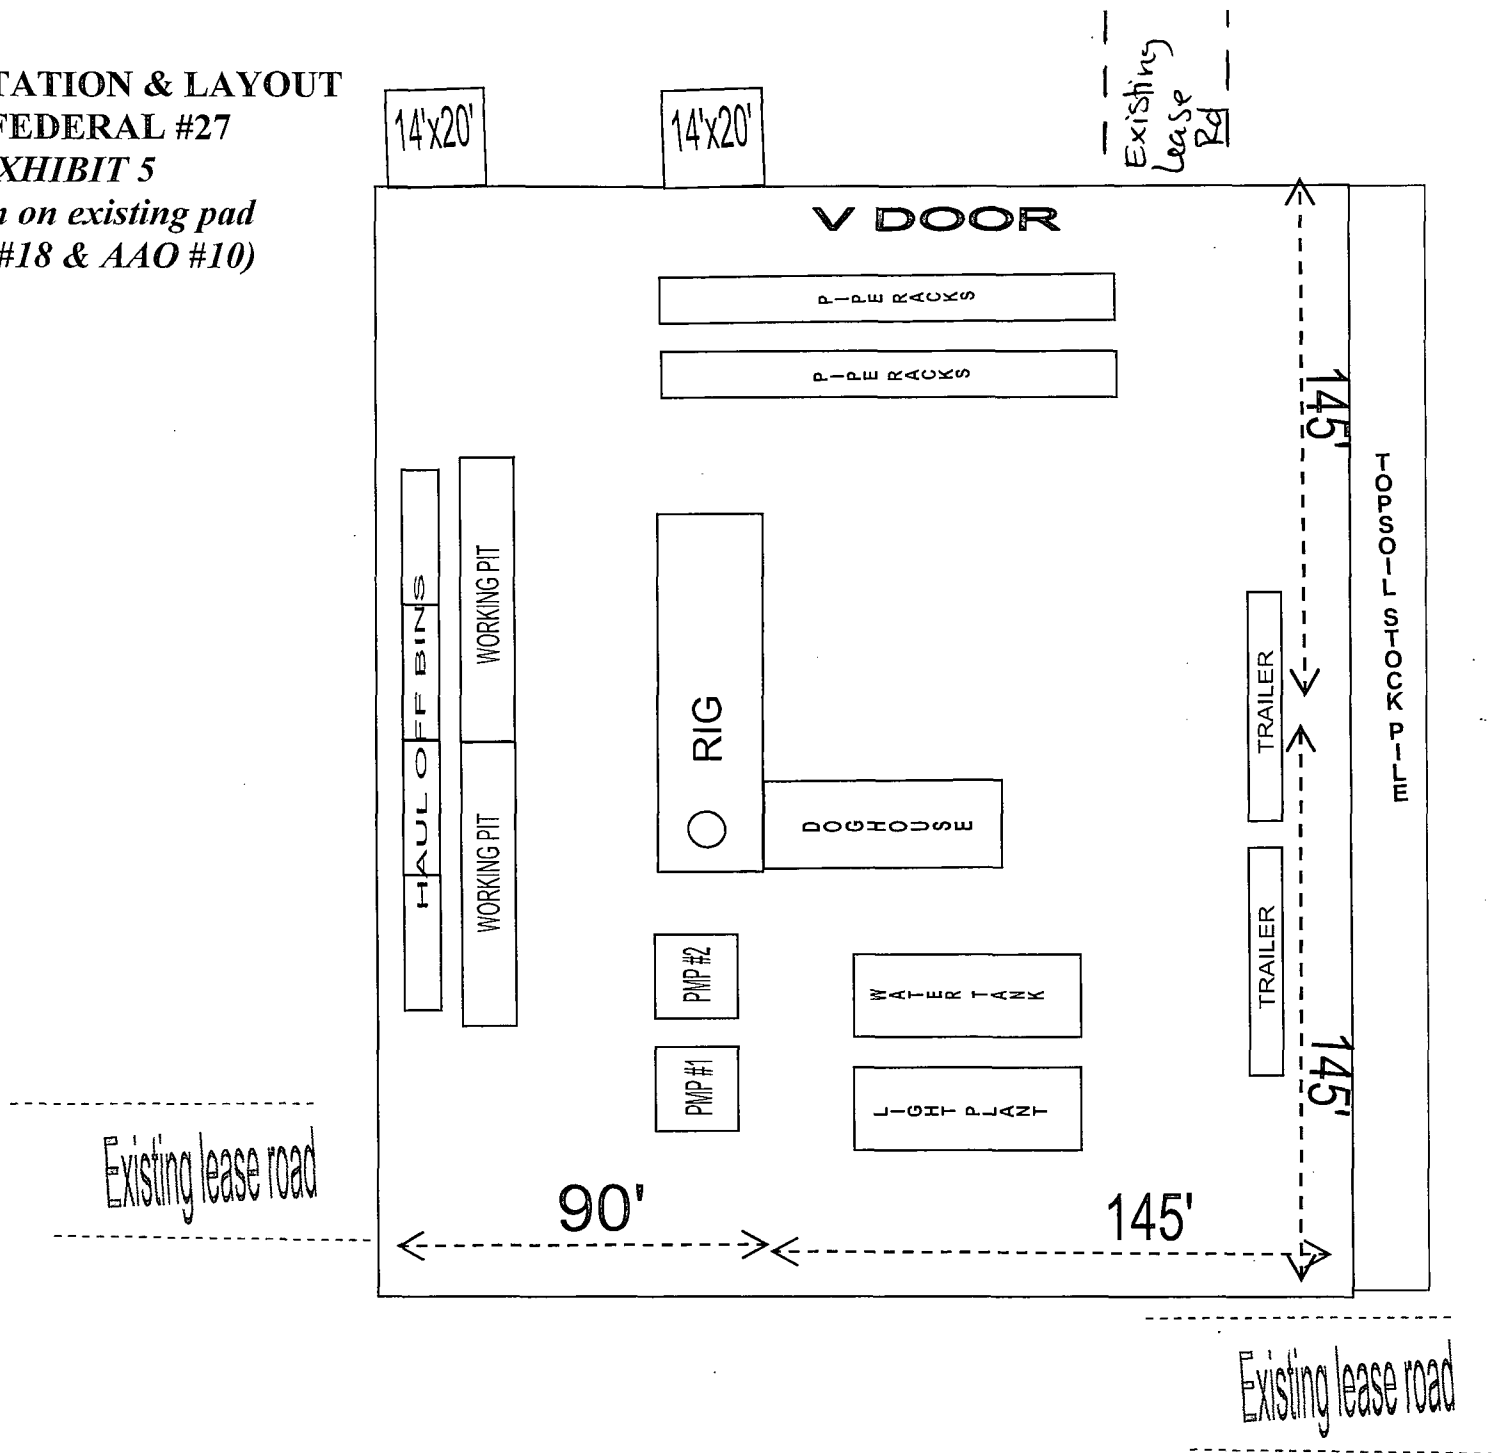 TATION & LAYOUT
FEDERAL #27
XHIBIT 5
n on existing pad
#18 & AAO #10)
14'x20'
14'x20'
Existing
Lease
Rd
V DOOR
PIPE RACKS
PIPE RACKS
145'
TOPSOIL STOCK PILE
HAUL OFF BINS
WORKING PIT
WORKING PIT
RIG
DOGHOUSE
TRAILER
TRAILER
PMP #2
PMP #1
WATER TANK
LIGHT PLANT
145'
Existing lease road
90'
145'
Existing lease road